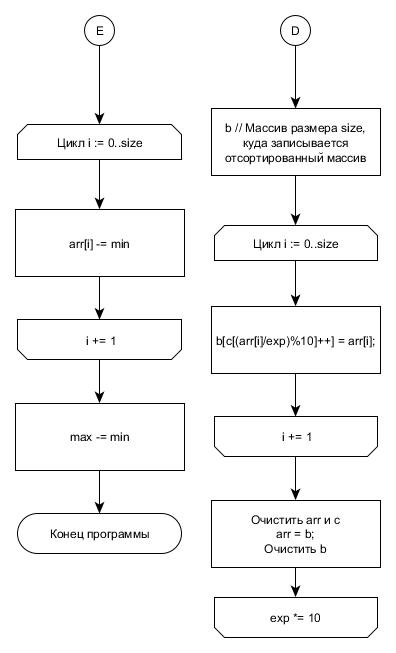 E
Цикл i := 0..size
arr[i] -= min
i += 1
max -= min
Конец программы
D
b // Массив размера size,
куда записывается
отсортированный массив
Цикл i := 0..size
b[c[(arr[i]/exp)%10]++] = arr[i];
i += 1
Очистить arr и c
arr = b;
Очистить b
exp *= 10